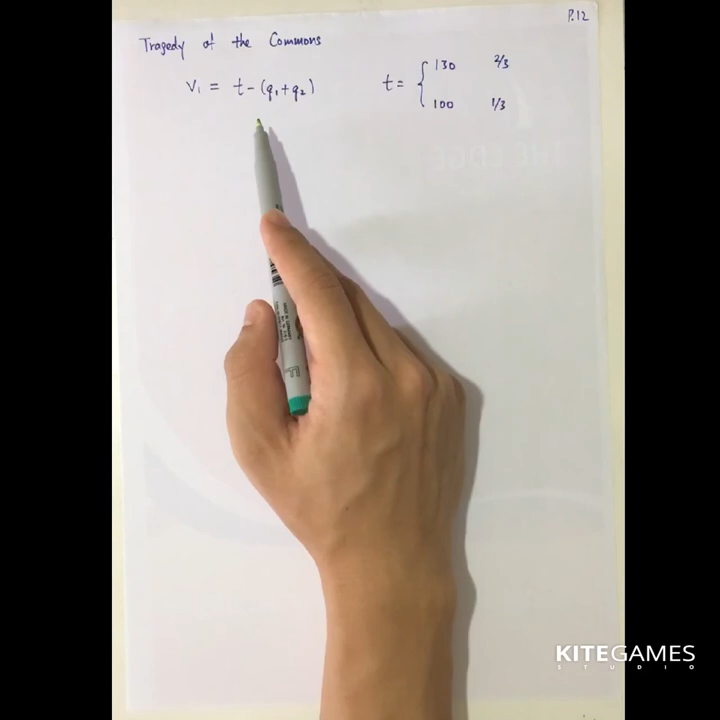 P.12
Tragedy of the Commons
V₁ = t - (q₁ + q₂)
t = { 130 2/3
100 1/3
KITEGAMES
STUDIO